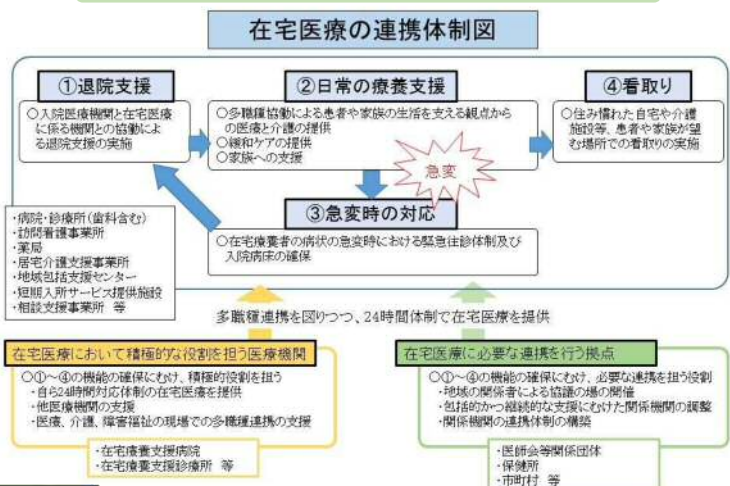 在宅医療の連携体制図
①退院支援
○入院医療機関と在宅医療
に係る機関との協働によ
る退院支援の実施
②日常の療養支援
○多職種協働による患者や家族の生活を支える観点から
の医療と介護の提供
○緩和ケアの提供
○家族への支援
急変
④看取り
○住み慣れた自宅や介護
施設等、患者や家族が望
む場所での看取りの実施
③急変時の対応
○在宅療養者の病状の急変時における緊急往診体制及び
入院病床の確保
・病院・診療所(歯科含む)
・訪問看護事業所
・薬局
・居宅介護支援事業所
・地域包括支援センター
・短期入所サービス提供施設
・相談支援事業所 等
多職種連携を図りつつ、24時間体制で在宅医療を提供
在宅医療において積極的な役割を担う医療機関
○①~④の機能の確保にむけ、積極的役割を担う
・自ら24時間対応体制の在宅医療を提供
・他医療機関の支援
・医療、介護、障害福祉の現場での多職種連携の支援
・在宅療養支援病院
・在宅療養支援診療所 等
在宅医療に必要な連携を行う拠点
○①~④の機能の確保にむけ、必要な連携を担う役割
・地域の関係者による協議の場の開催
・包括的かつ継続的な支援にむけた関係機関の調整
・関係機関の連携体制の構築
・医師会等関係団体
・保健所
・市町村 等